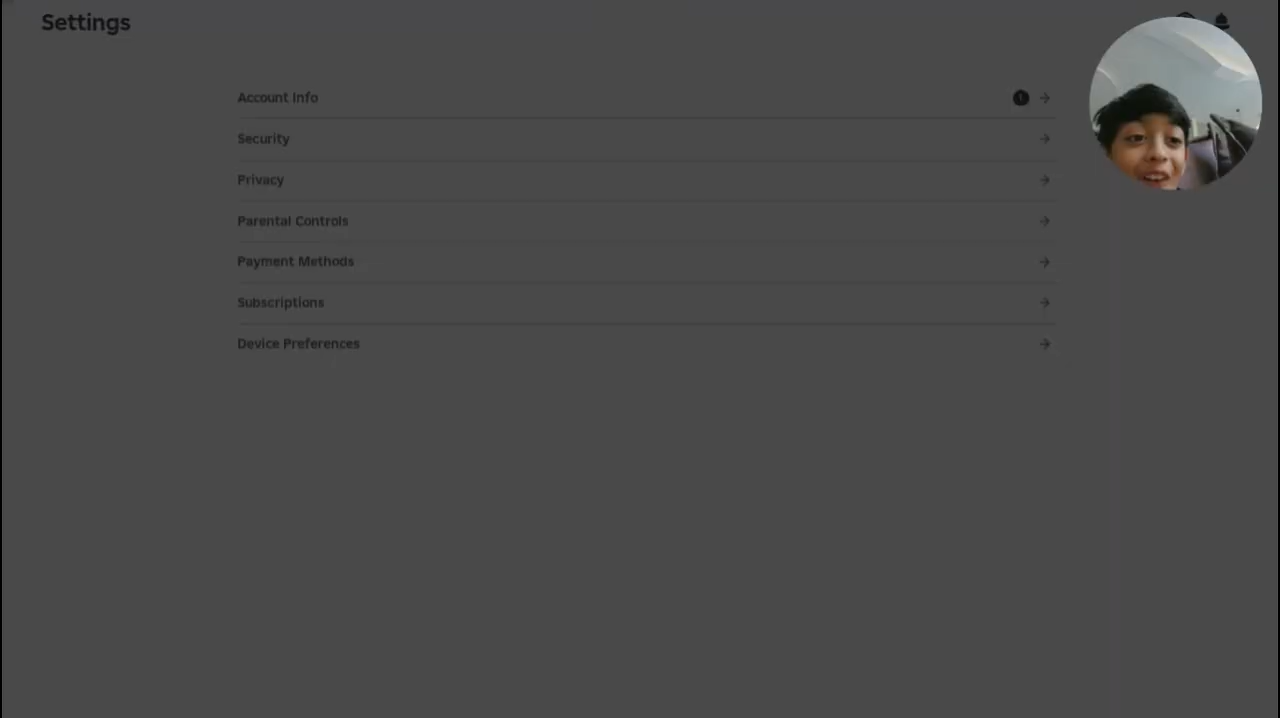 Settings
Account Info
Security
Privacy
Parental Controls
Payment Methods
Subscriptions
Device Preferences